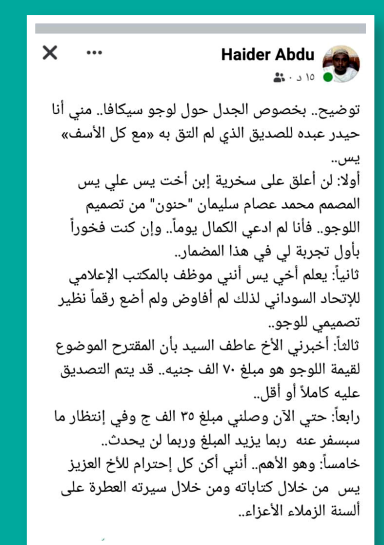 Haider Abdu
١٥ د
توضيح.. بخصوص الجدل حول لوجو سيكافا.. مني أنا
حيدر عبده للصديق الذي لم التق به «مع كل الأسف»
يس..
أولا: لن أعلق على سخرية إبن أخت يس علي يس
المصمم محمد عصام سليمان "حنون" من تصميم
اللوجو.. فأنا لم ادعي الكمال يوماً.. وإن كنت فخوراً
بأول تجربة لي في هذا المضمار..
ثانياً: يعلم أخي يس أنني موظف بالمكتب الإعلامي
للإتحاد السوداني لذلك لم أفاوض ولم أضع رقماً نظير
تصميمي للوجو..
ثالثاً: أخبرني الأخ عاطف السيد بأن المقترح الموضوع
لقيمة اللوجو هو مبلغ ٧٠ الف جنيه.. قد يتم التصديق
عليه كاملاً أو أقل..
رابعاً: حتي الآن وصلني مبلغ ٣٥ الف ج وفي إنتظار ما
سيسفر عنه ربما يزيد المبلغ وربما لن يحدث..
خامساً: وهو الأهم.. أنني أكن كل إحترام للأخ العزيز
يس من خلال كتاباته ومن خلال سيرته العطرة على
ألسنة الزملاء الأعزاء..